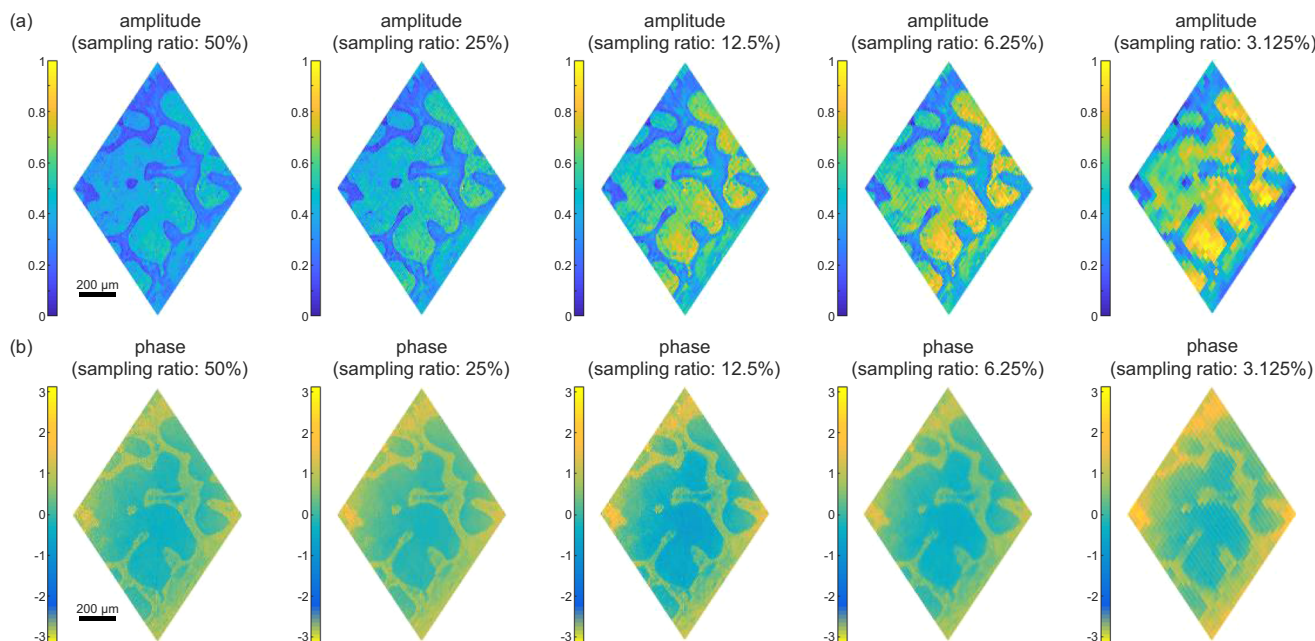 (a)
amplitude
(sampling ratio: 50%)
amplitude
(sampling ratio: 25%)
amplitude
(sampling ratio: 12.5%)
amplitude
(sampling ratio: 6.25%)
amplitude
(sampling ratio: 3.125%)
1
0.8
0.6
0.4
0.2
0
200 µm
1
0.8
0.6
0.4
0.2
0
1
0.8
0.6
0.4
0.2
0
1
0.8
0.6
0.4
0.2
0
1
0.8
0.6
0.4
0.2
0
(b)
phase
(sampling ratio: 50%)
phase
(sampling ratio: 25%)
phase
(sampling ratio: 12.5%)
phase
(sampling ratio: 6.25%)
phase
(sampling ratio: 3.125%)
3
2
1
0
-1
-2
-3
200 µm
3
2
1
0
-1
-2
-3
3
2
1
0
-1
-2
-3
3
2
1
0
-1
-2
-3
3
2
1
0
-1
-2
-3